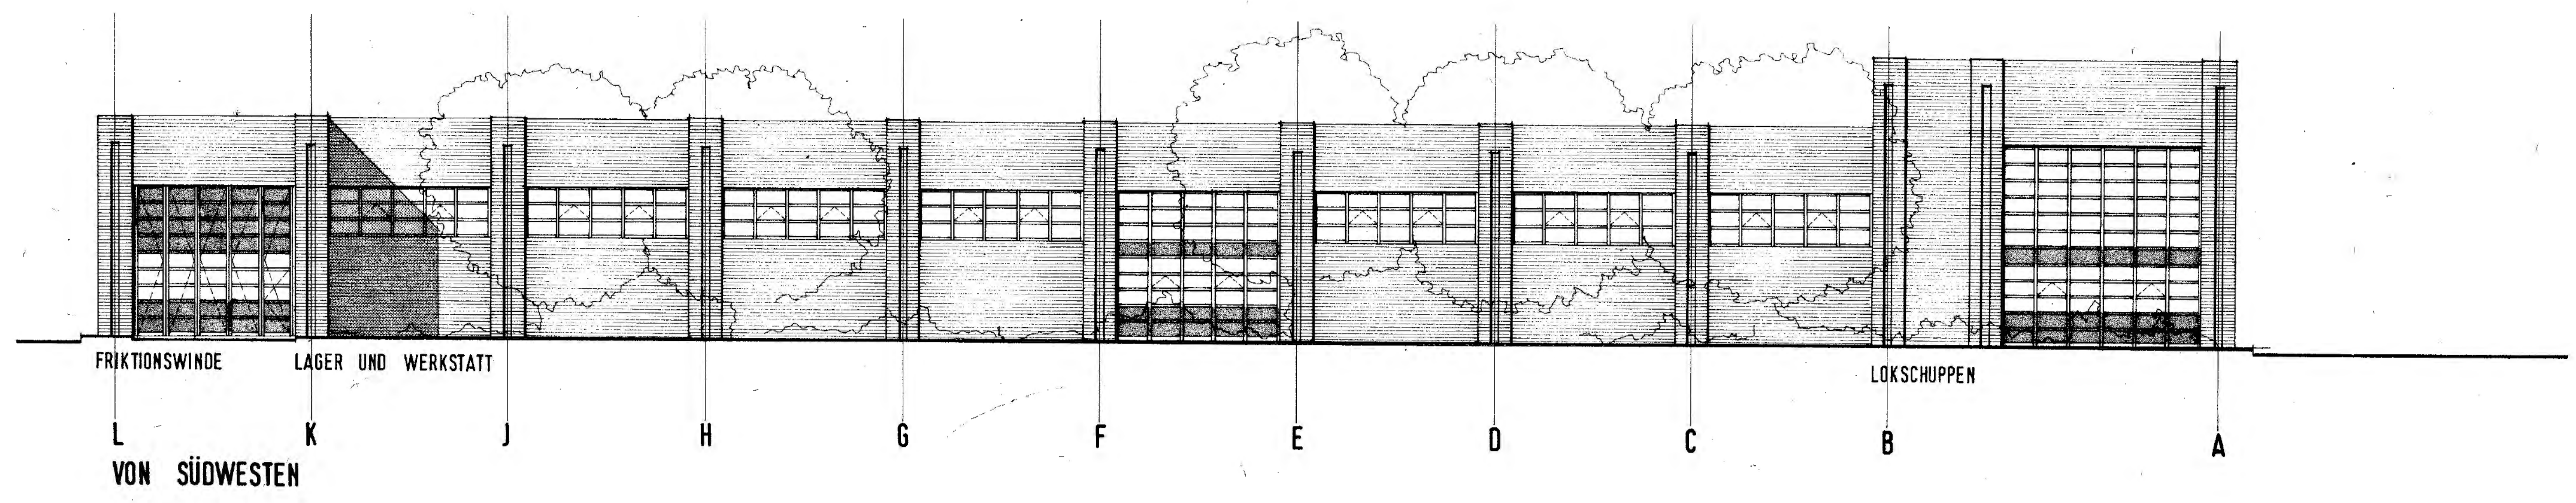 FRIKTIONSWINDE LAGER UND WERKSTATT LOKSCHUPPEN
L K J H G F E D C B A
VON SÜDWESTEN